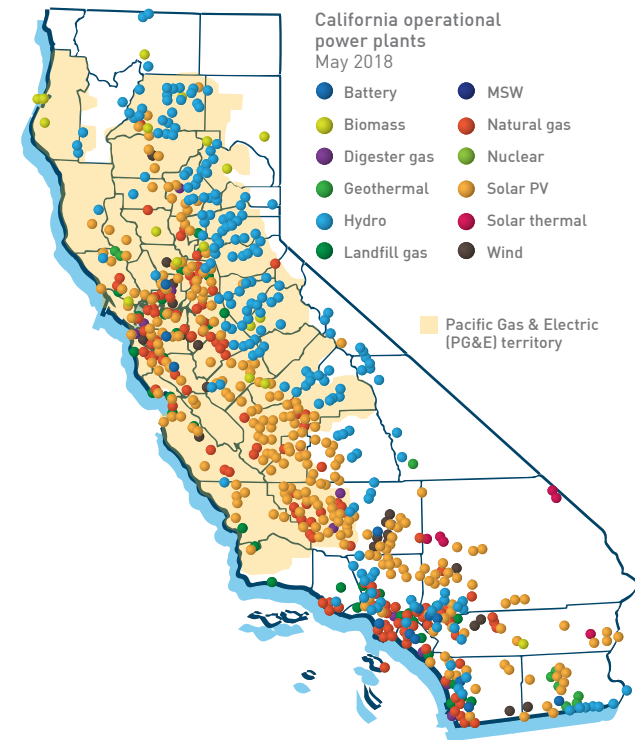 California operational
power plants
May 2018
Battery
MSW
Biomass
Natural gas
Digester gas
Nuclear
Geothermal
Solar PV
Hydro
Solar thermal
Landfill gas
Wind
Pacific Gas & Electric
(PG&E) territory